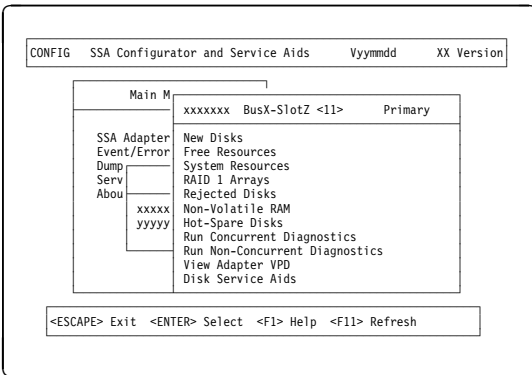 CONFIG SSA Configurator and Service Aids Vyymmdd XX Version
Main M
xxxxxxx BusX-SlotZ <11> Primary
SSA Adapter
Event/Error
Dump
Serv
Abou
xxxxx
yyyyy
New Disks
Free Resources
System Resources
RAID 1 Arrays
Rejected Disks
Non-Volatile RAM
Hot-Spare Disks
Run Concurrent Diagnostics
Run Non-Concurrent Diagnostics
View Adapter VPD
Disk Service Aids
<ESCAPE> Exit <ENTER> Select <F1> Help <F11> Refresh